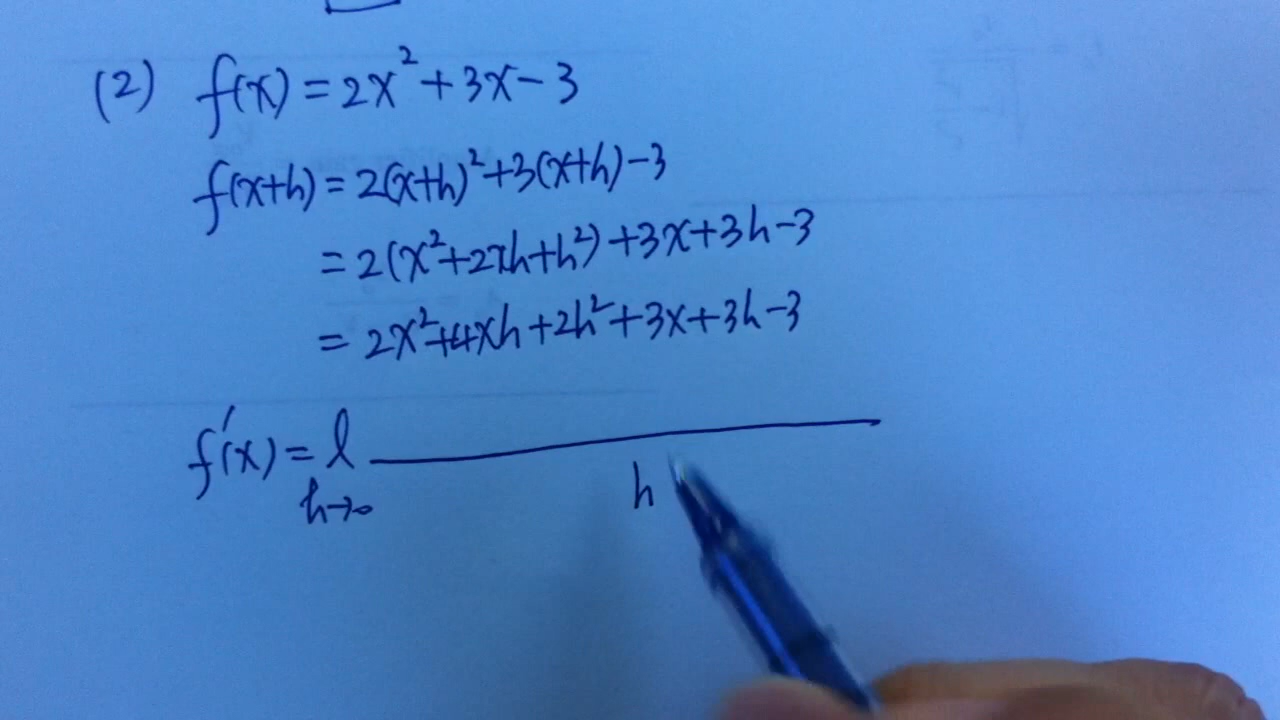 (2) f(x) = 2x² + 3x − 3
f(x+h) = 2(x+h)² + 3(x+h) − 3
= 2(x² + 2xh + h²) + 3x + 3h − 3
= 2x² + 4xh + 2h² + 3x + 3h − 3
f'(x) = l
h
h→0